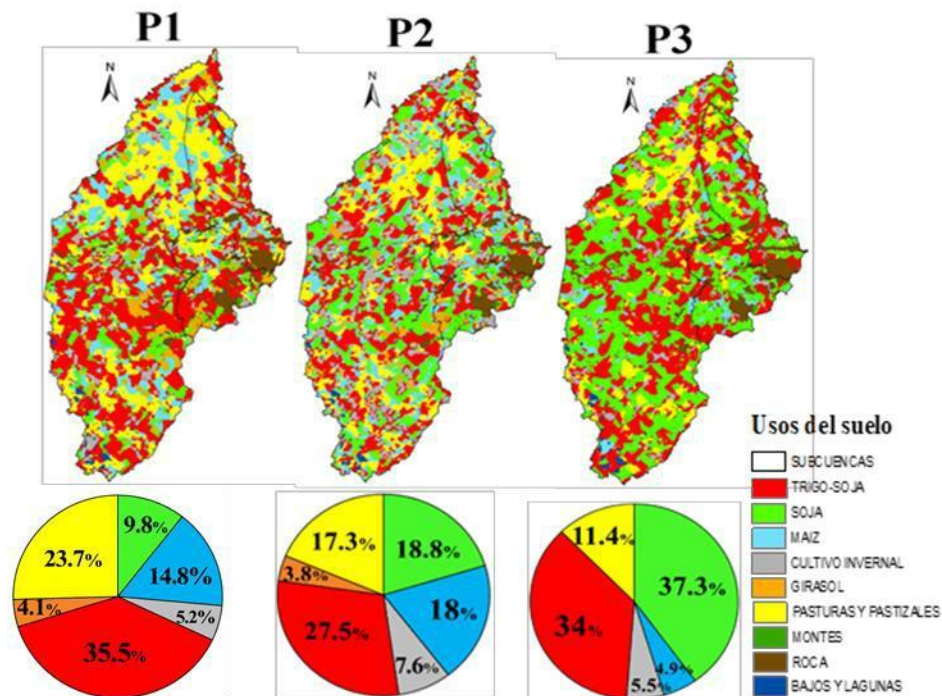 P1
P2
P3
N
N
N
Usos del suelo
SUBCUENCAS
TRIGO-SOJA
SOJA
MAIZ
CULTIVO INVERNAL
GIRASOL
PASTURAS Y PASTIZALES
MONTES
ROCA
BAJOS Y LAGUNAS
23.7%
9.8%
14.8%
5.2%
35.5%
4.1%
17.3%
18.8%
18%
7.6%
27.5%
3.8%
11.4%
37.3%
4.9%
5.5%
34%